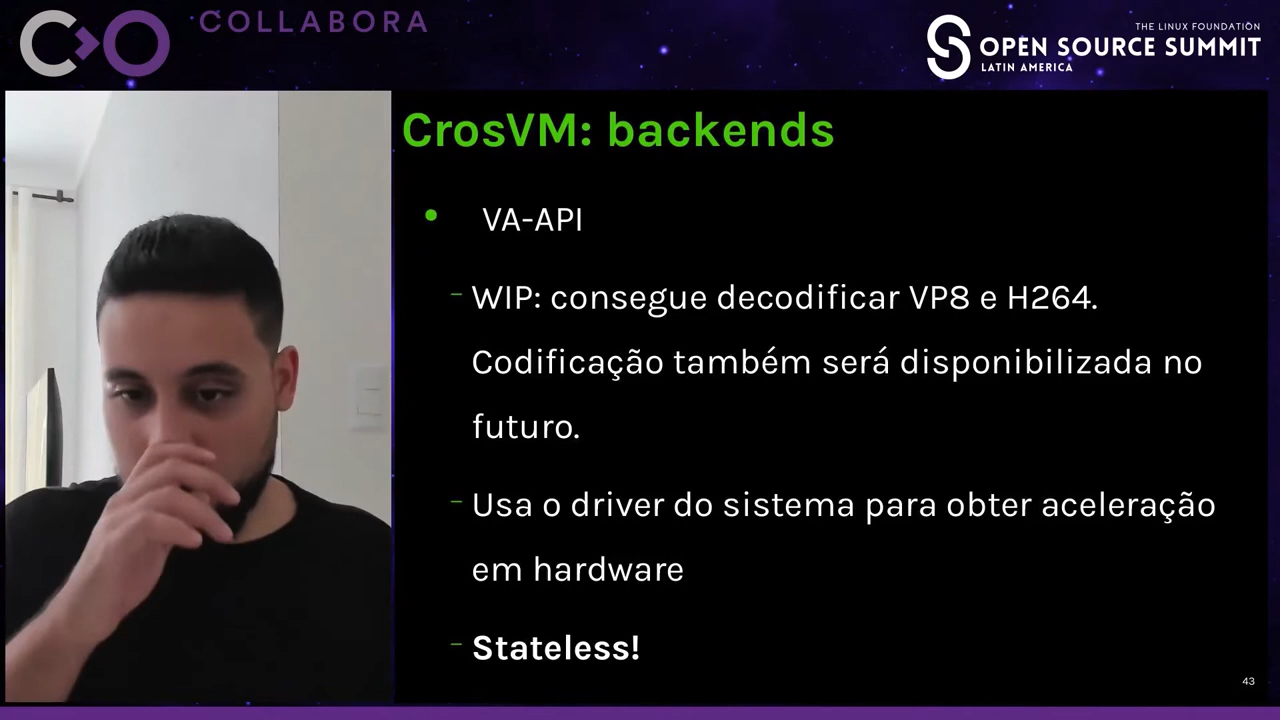 COLLABORA
THE LINUX FOUNDATION
OPEN SOURCE SUMMIT
LATIN AMERICA
CrosVM: backends
• VA-API
– WIP: consegue decodificar VP8 e H264.
Codificação também será disponibilizada no
futuro.
– Usa o driver do sistema para obter aceleração
em hardware
– Stateless!
43